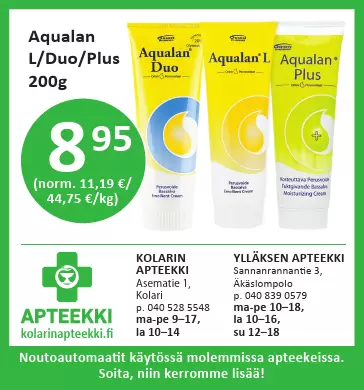 Aqualan
L/Duo/Plus
200g
8 95
(norm. 11,19 €/
44,75 €/kg)
Aqualan®
Duo
Perusvoide
Bassalva
Emollient Cream
Aqualan® L
Perusvoide
Bassalva
Emollient Cream
Aqualan®
Plus
Kosteuttava Perusvoide
Fuktgivande Bassalva
Moisturizing Cream
APTEEKKI
kolarinapteekki.fi
KOLARIN
APTEEKKI
Asematie 1,
Kolari
p. 040 528 5548
ma-pe 9–17,
la 10–14
YLLÄKSEN APTEEKKI
Sannanrannantie 3,
Äkäslompolo
p. 040 839 0579
ma-pe 10–18,
la 10–16,
su 12–18
Noutoautomaatit käytössä molemmissa apteekeissa.
Soita, niin kerromme lisää!